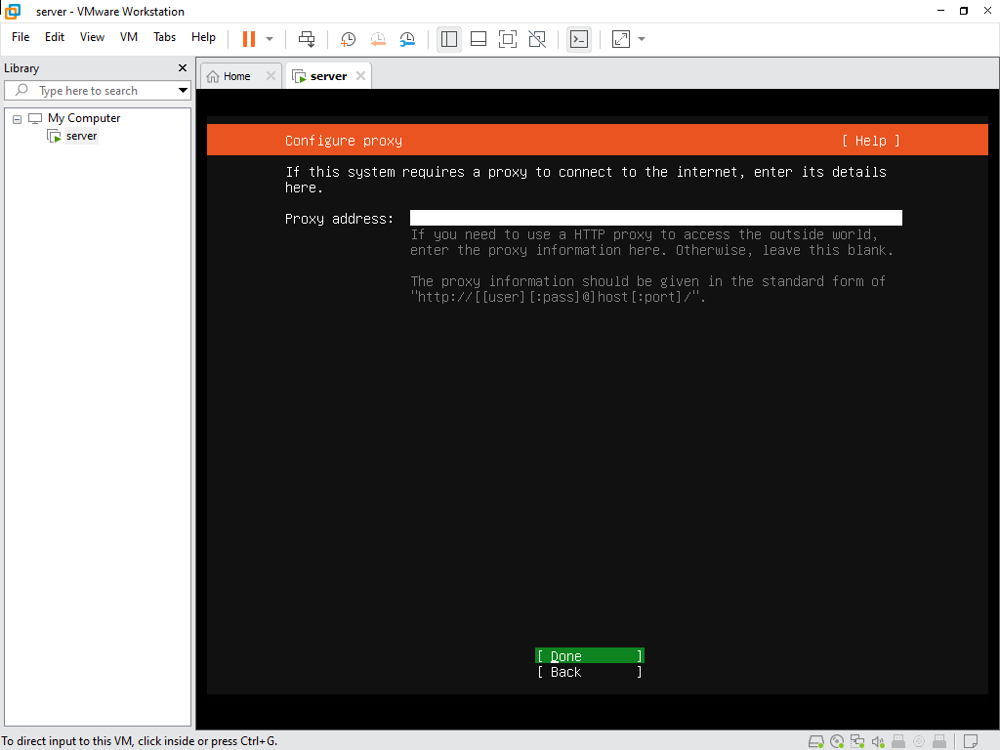 server - VMware Workstation
File Edit View VM Tabs Help
Library
Type here to search
My Computer
server
Home
server
Configure proxy [ Help ]
If this system requires a proxy to connect to the internet, enter its details
here.
Proxy address:
If you need to use a HTTP proxy to access the outside world,
enter the proxy information here. Otherwise, leave this blank.
The proxy information should be given in the standard form of
"http://[[user][:pass]@]host[:port]/".
[ Done ]
[ Back ]
To direct input to this VM, click inside or press Ctrl+G.